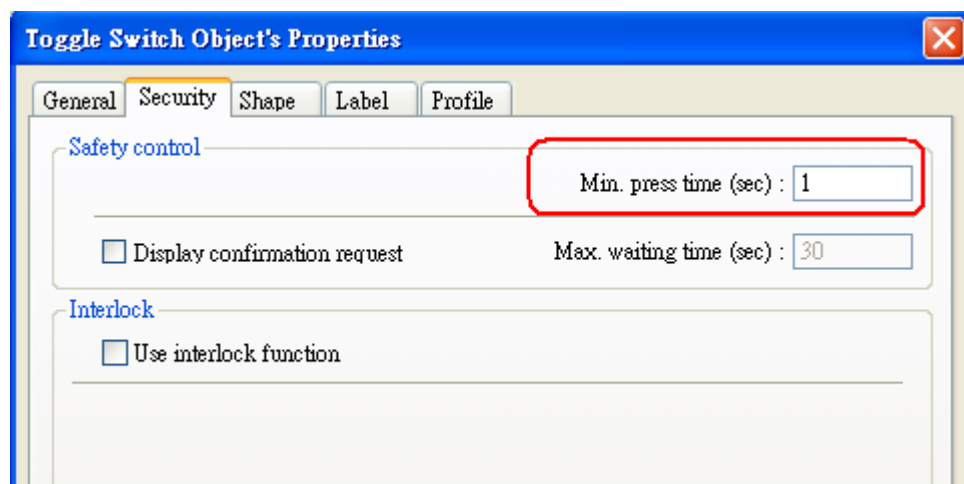 Toggle Switch Object's Properties
General Security Shape Label Profile
Safety control
Min. press time (sec) : 1
Display confirmation request Max. waiting time (sec) : 30
Interlock
Use interlock function